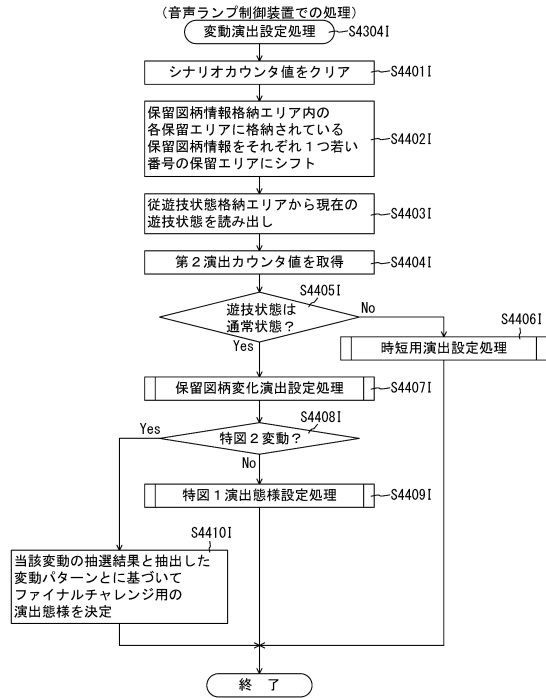 （音声ランプ制御装置での処理）
変動演出設定処理
S4304I
シナリオカウンタ値をクリア
S4401I
保留図柄情報格納エリア内の
各保留エリアに格納されている
保留図柄情報をそれぞれ１つ若い
番号の保留エリアにシフト
S4402I
従遊技状態格納エリアから現在の
遊技状態を読み出し
S4403I
第２演出カウンタ値を取得
S4404I
S4405I
遊技状態は
通常状態？
No
Yes
S4406I
時短用演出設定処理
保留図柄変化演出設定処理
S4407I
S4408I
特図２変動？
Yes
No
特図１演出態様設定処理
S4409I
S4410I
当該変動の抽選結果と抽出した
変動パターンとに基づいて
ファイナルチャレンジ用の
演出態様を決定
終　了